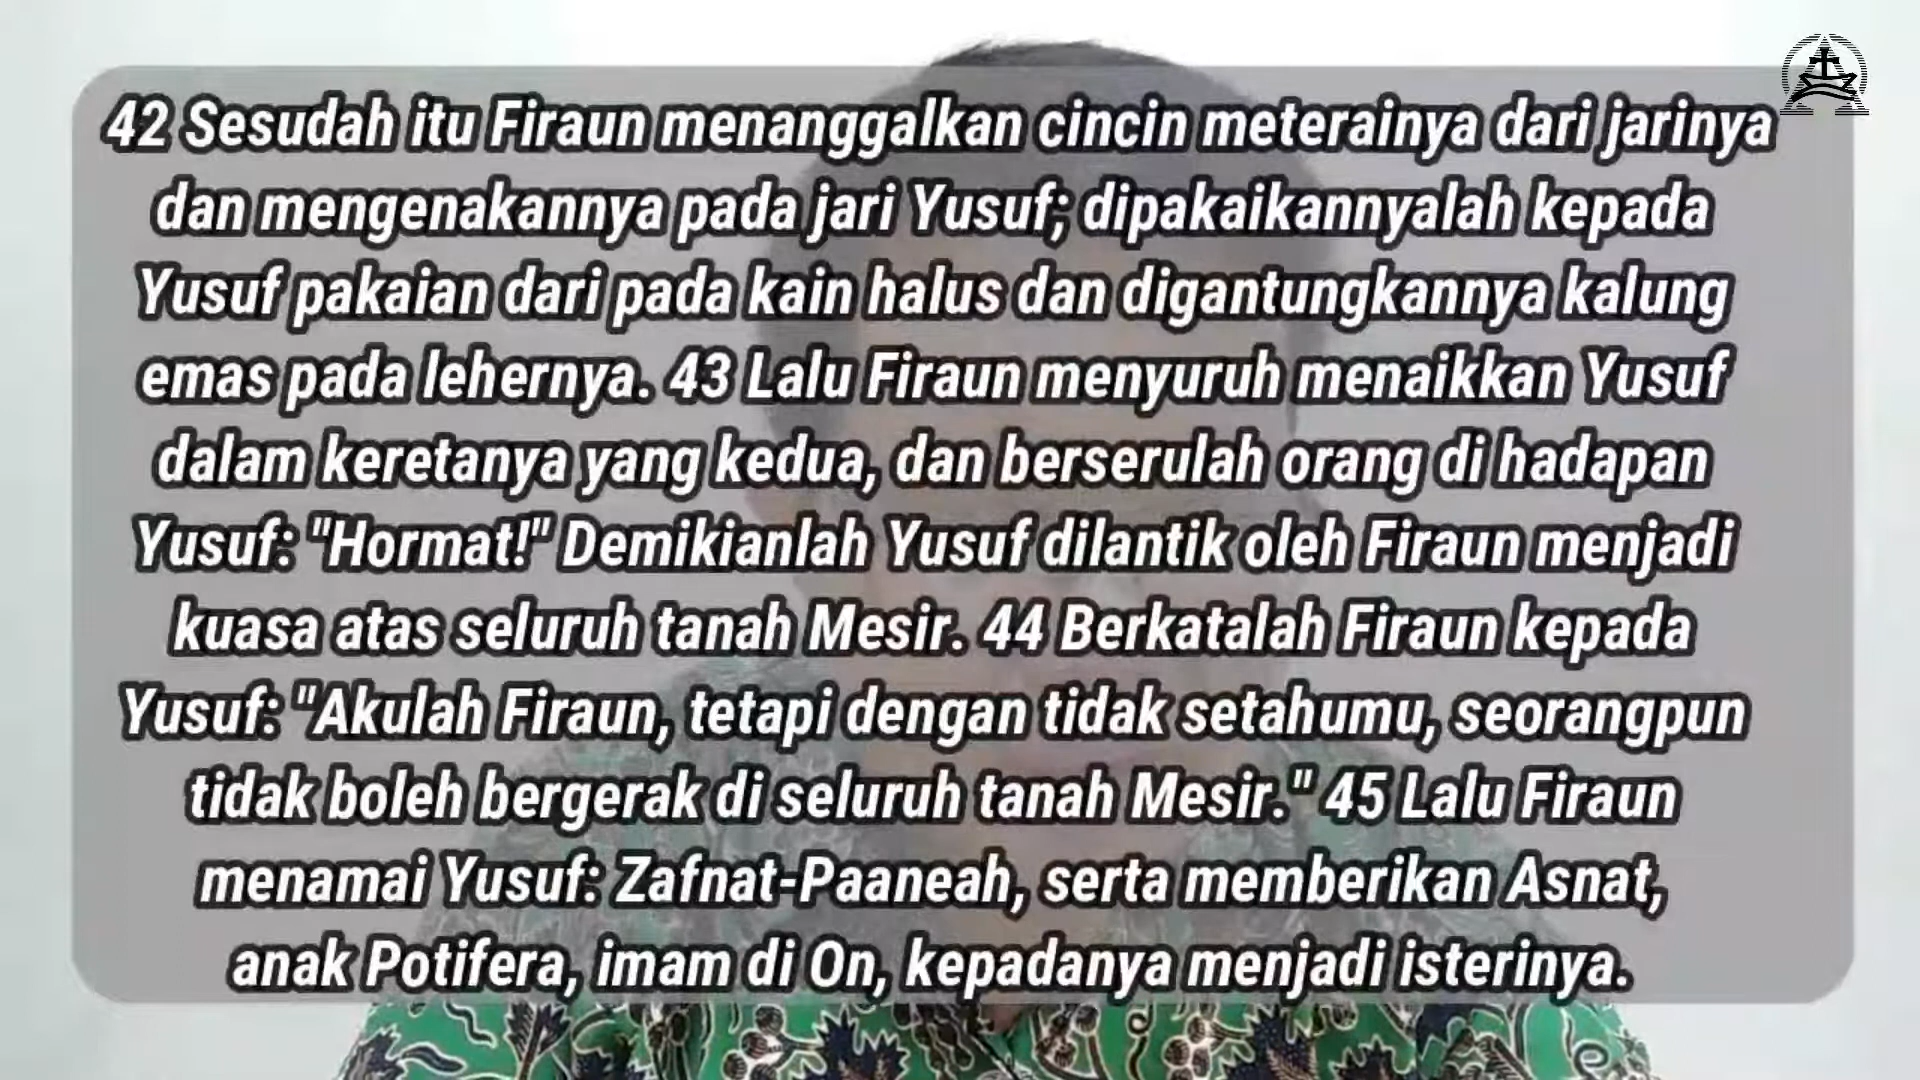 42 Sesudah itu Firaun menanggalkan cincin meterainya dari jarinya
dan mengenakannya pada jari Yusuf; dipakaikannyalah kepada
Yusuf pakaian dari pada kain halus dan digantungkannya kalung
emas pada lehernya. 43 Lalu Firaun menyuruh menaikkan Yusuf
dalam keretanya yang kedua, dan berserulah orang di hadapan
Yusuf: "Hormat!" Demikianlah Yusuf dilantik oleh Firaun menjadi
kuasa atas seluruh tanah Mesir. 44 Berkatalah Firaun kepada
Yusuf: "Akulah Firaun, tetapi dengan tidak setahumu, seorangpun
tidak boleh bergerak di seluruh tanah Mesir." 45 Lalu Firaun
menamai Yusuf: Zafnat-Paaneah, serta memberikan Asnat,
anak Potifera, imam di On, kepadanya menjadi isterinya.